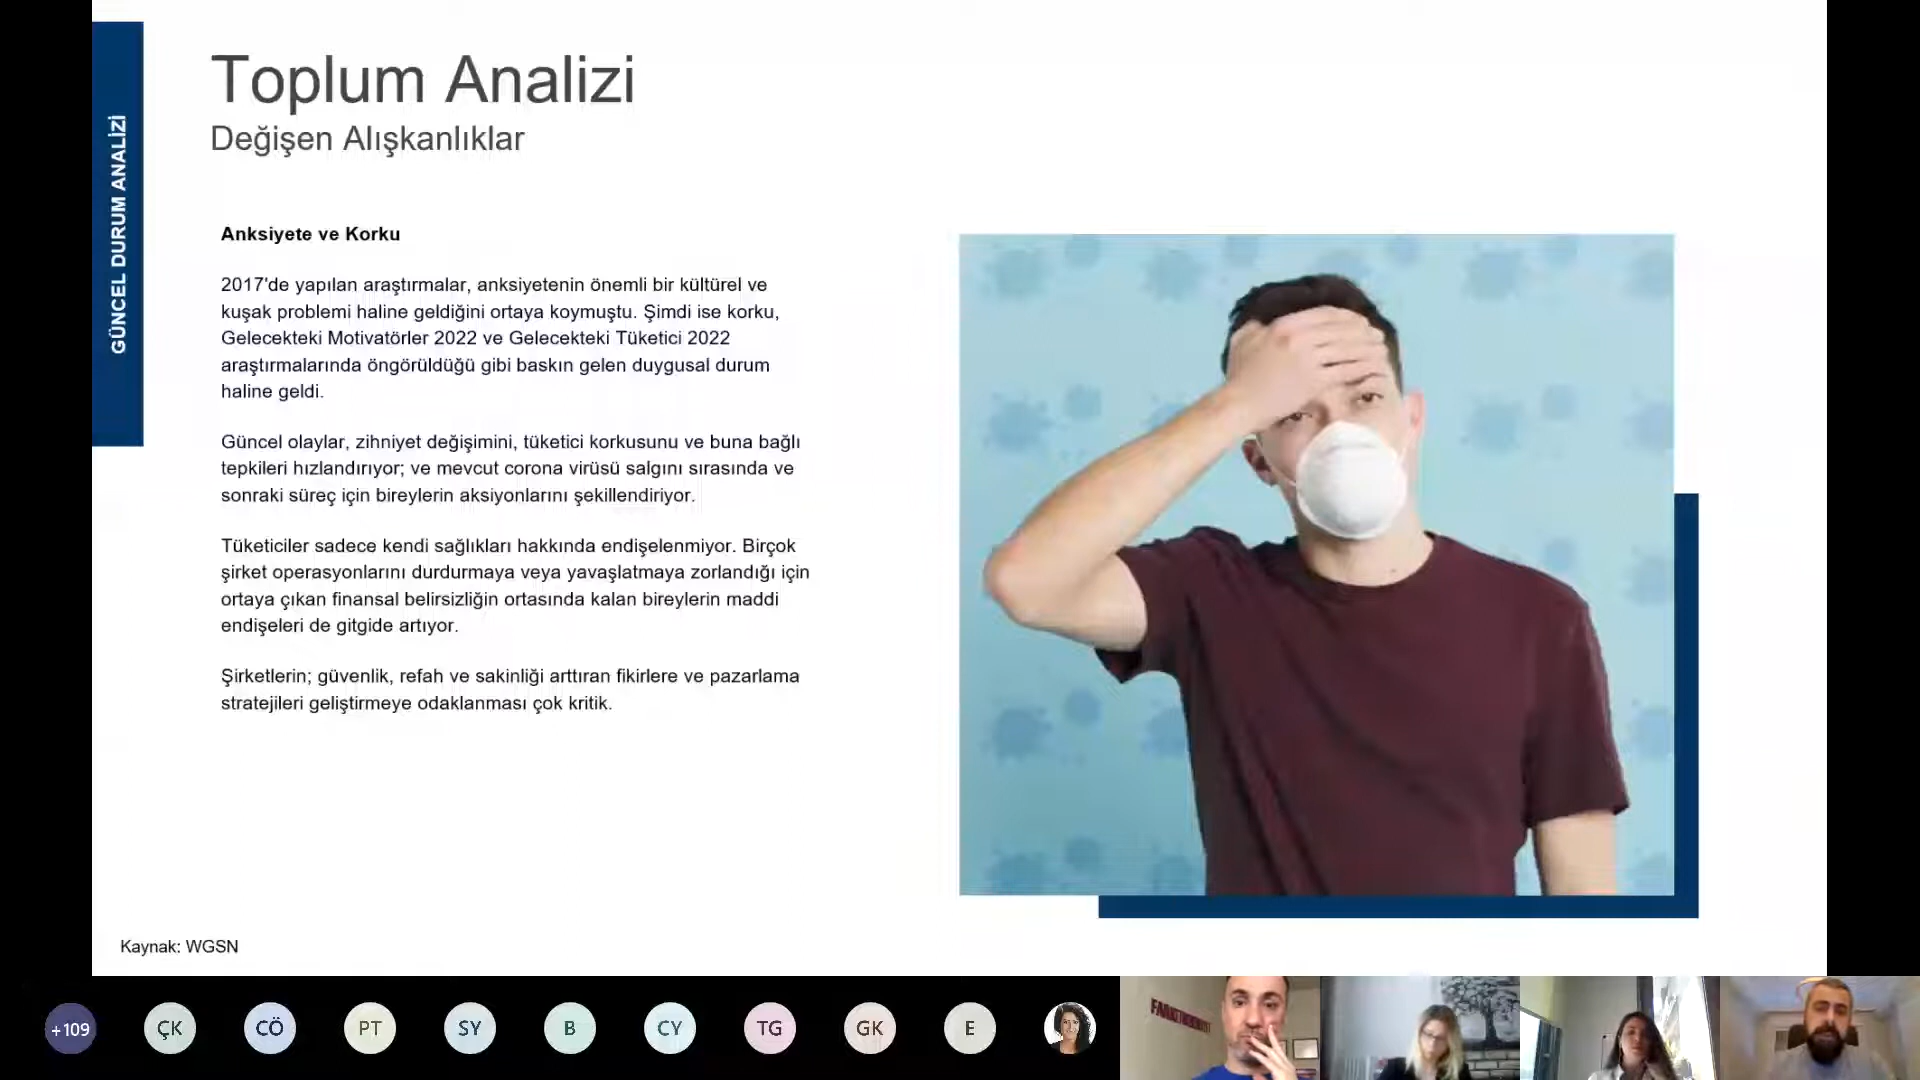 GÜNCEL DURUM ANALİZİ
Toplum Analizi
Değişen Alışkanlıklar
Anksiyete ve Korku
2017'de yapılan araştırmalar, anksiyetenin önemli bir kültürel ve
kuşak problemi haline geldiğini ortaya koymuştu. Şimdi ise korku,
Gelecekteki Motivatörler 2022 ve Gelecekteki Tüketici 2022
araştırmalarında öngörüldüğü gibi baskın gelen duygusal durum
haline geldi.
Güncel olaylar, zihniyet değişimini, tüketici korkusunu ve buna bağlı
tepkileri hızlandırıyor; ve mevcut corona virüsü salgını sırasında ve
sonraki süreç için bireylerin aksiyonlarını şekillendiriyor.
Tüketiciler sadece kendi sağlıkları hakkında endişelenmiyor. Birçok
şirket operasyonlarını durdurmaya veya yavaşlatmaya zorlandığı için
ortaya çıkan finansal belirsizliğin ortasında kalan bireylerin maddi
endişeleri de gitgide artıyor.
Şirketlerin; güvenlik, refah ve sakinliği arttıran fikirlere ve pazarlama
stratejileri geliştirmeye odaklanması çok kritik.
Kaynak: WGSN
+109
ÇK
CÖ
PT
SY
B
CY
TG
GK
E